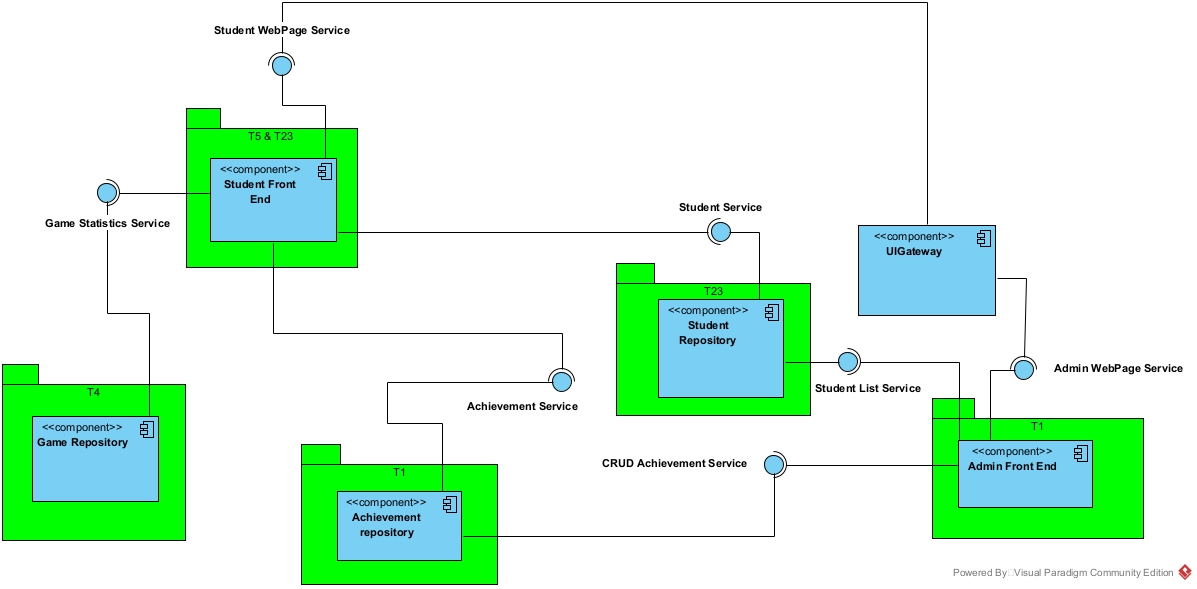 Student WebPage Service
T5 & T23
<<component>>
Student Front
End
Game Statistics Service
Student Service
<<component>>
UIGateway
T23
<<component>>
Student
Repository
Student List Service
Admin WebPage Service
T4
<<component>>
Game Repository
Achievement Service
T1
<<component>>
Admin Front End
CRUD Achievement Service
T1
<<component>>
Achievement
repository
Powered By Visual Paradigm Community Edition